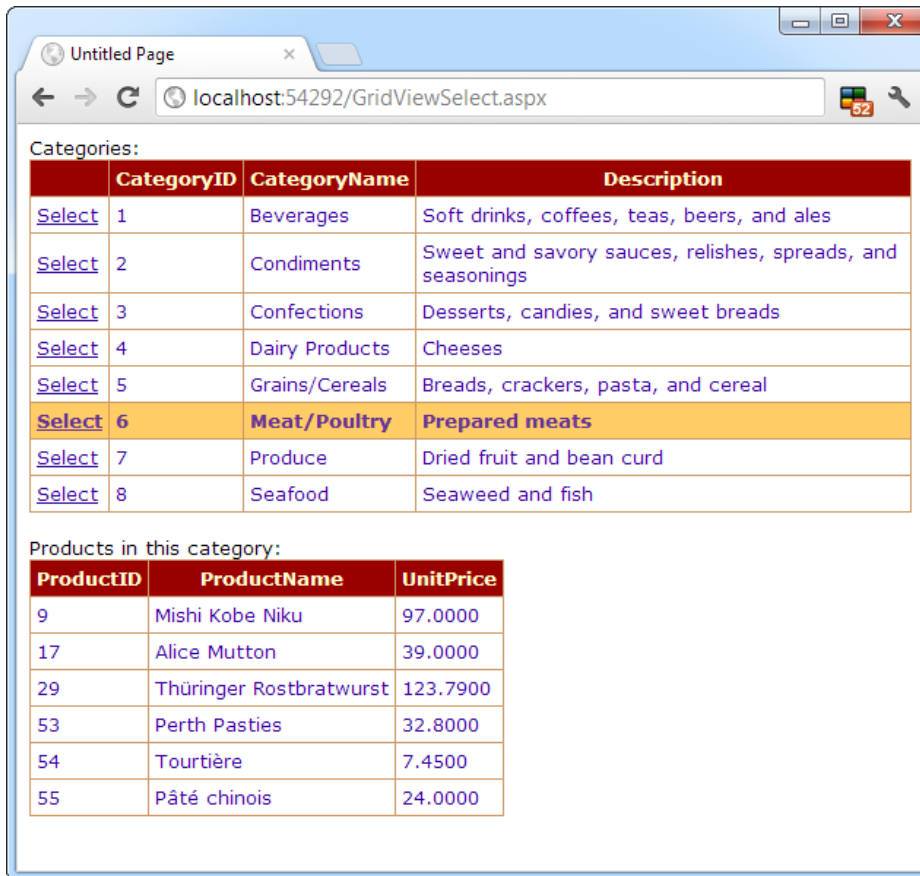 Untitled Page
localhost:54292/GridViewSelect.aspx
52
Categories:
CategoryID CategoryName Description
Select 1 Beverages Soft drinks, coffees, teas, beers, and ales
Select 2 Condiments Sweet and savory sauces, relishes, spreads, and
seasonings
Select 3 Confections Desserts, candies, and sweet breads
Select 4 Dairy Products Cheeses
Select 5 Grains/Cereals Breads, crackers, pasta, and cereal
Select 6 Meat/Poultry Prepared meats
Select 7 Produce Dried fruit and bean curd
Select 8 Seafood Seaweed and fish
Products in this category:
ProductID ProductName UnitPrice
9 Mishi Kobe Niku 97.0000
17 Alice Mutton 39.0000
29 Thüringer Rostbratwurst 123.7900
53 Perth Pasties 32.8000
54 Tourtière 7.4500
55 Pâté chinois 24.0000